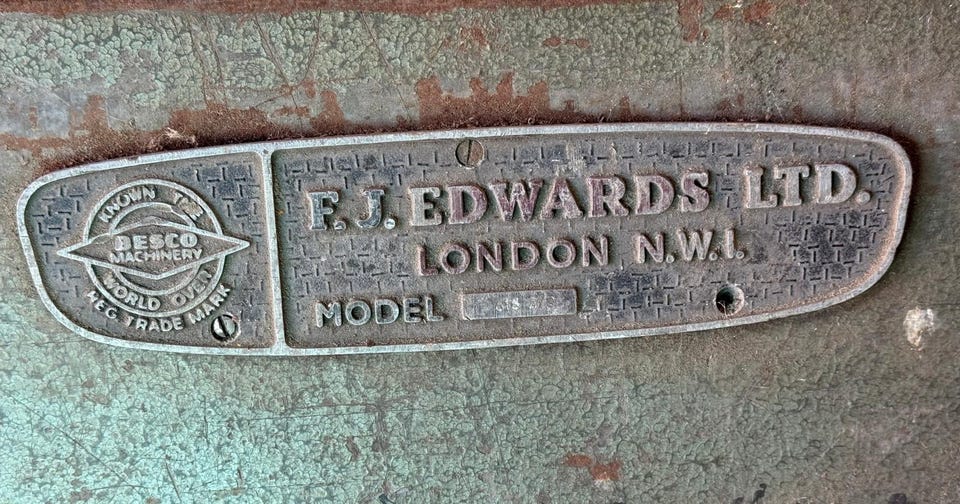 KNOWN THE
BESCO
MACHINERY
WORLD OVER
REG TRADE MARK
F. J. EDWARDS LTD.
LONDON N.W.1.
MODEL